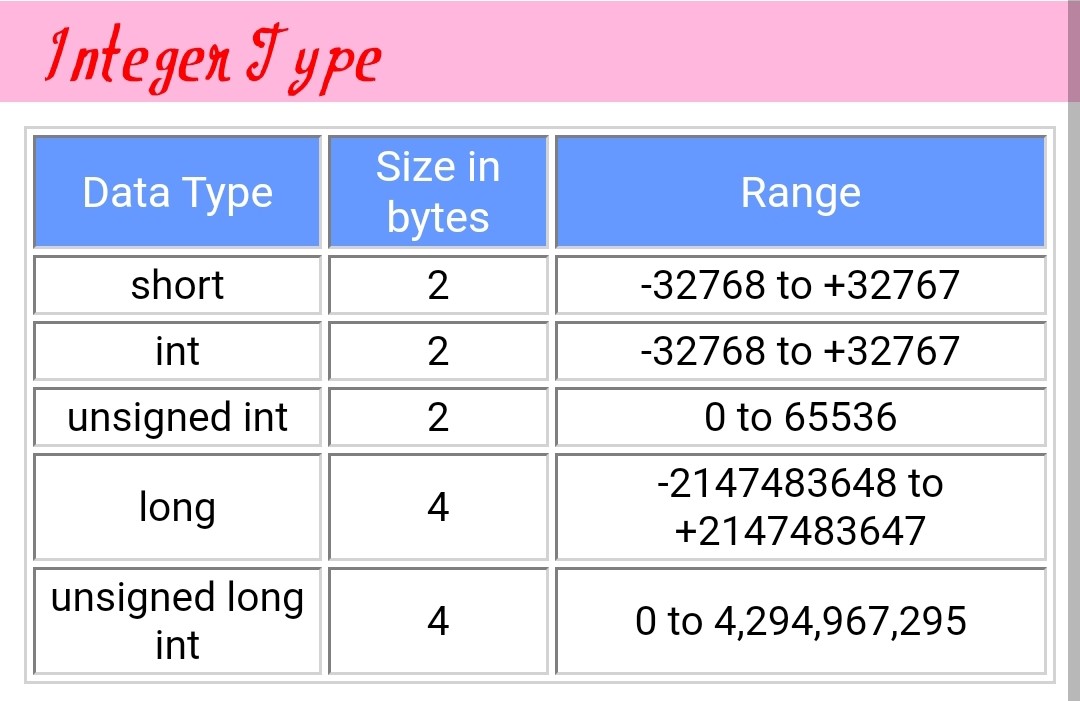 Integer Type
Data Type
Size in
bytes
Range
short
2
-32768 to +32767
int
2
-32768 to +32767
unsigned int
2
0 to 65536
long
4
-2147483648 to
+2147483647
unsigned long
int
4
0 to 4,294,967,295